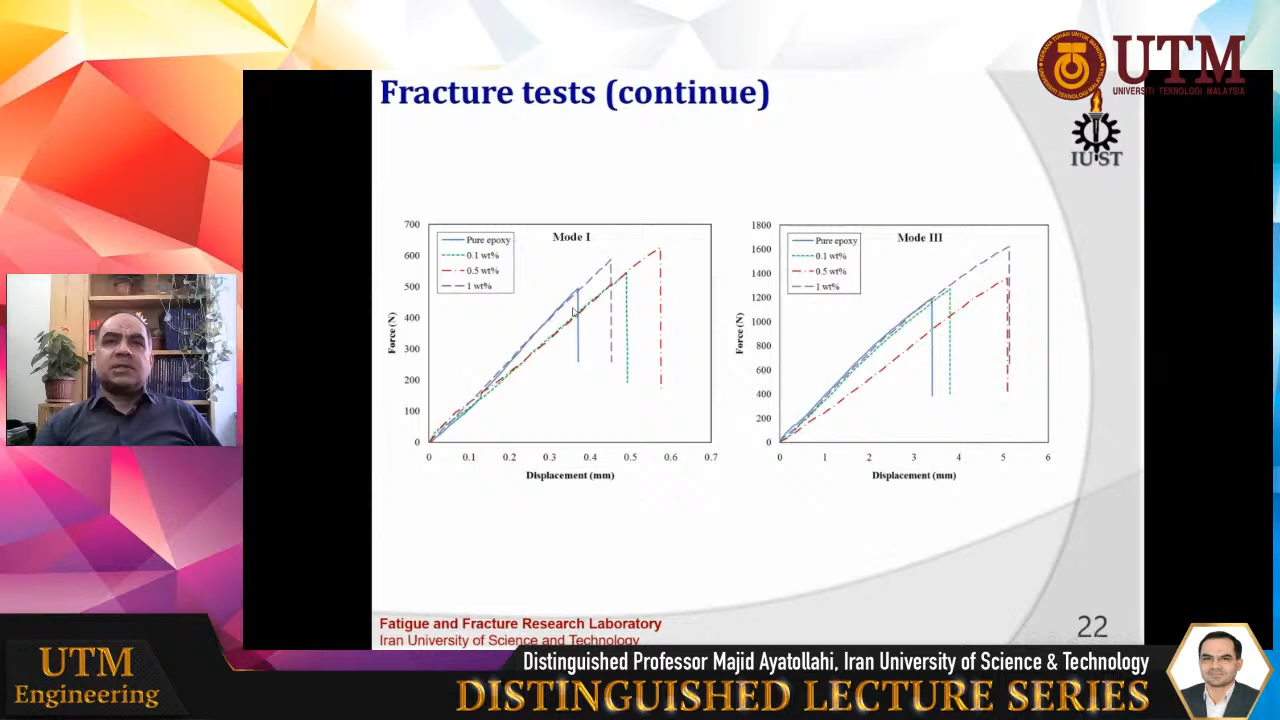 Fracture tests (continue)
UTM
UNIVERSITI TEKNOLOGI MALAYSIA
IUST
Mode I
Pure epoxy
0.1 wt%
0.5 wt%
1 wt%
700
600
500
400
300
200
100
0
Force (N)
0 0.1 0.2 0.3 0.4 0.5 0.6 0.7
Displacement (mm)
Mode III
Pure epoxy
0.1 wt%
0.5 wt%
1 wt%
1800
1600
1400
1200
1000
800
600
400
200
0
Force (N)
0 1 2 3 4 5 6
Displacement (mm)
Fatigue and Fracture Research Laboratory
Iran University of Science and Technology
22
UTM
Engineering
Distinguished Professor Majid Ayatollahi, Iran University of Science & Technology
DISTINGUISHED LECTURE SERIES